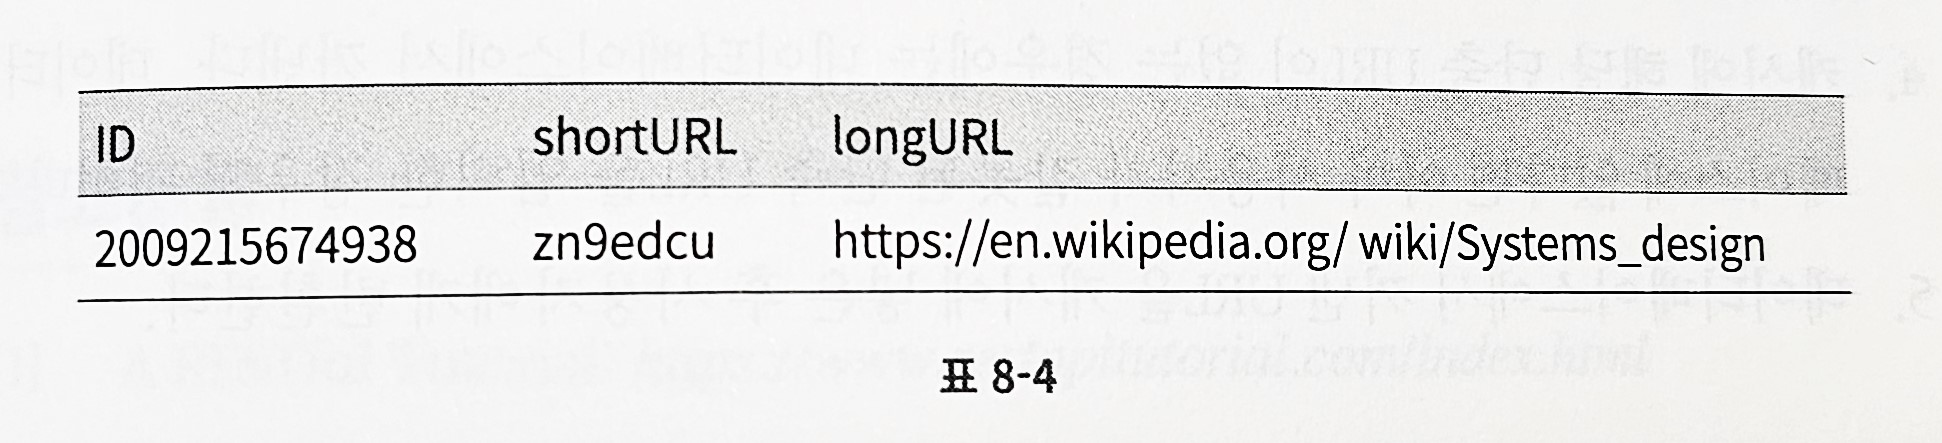 ID shortURL longURL
2009215674938 zn9edcu https://en.wikipedia.org/ wiki/Systems_design
표 8-4